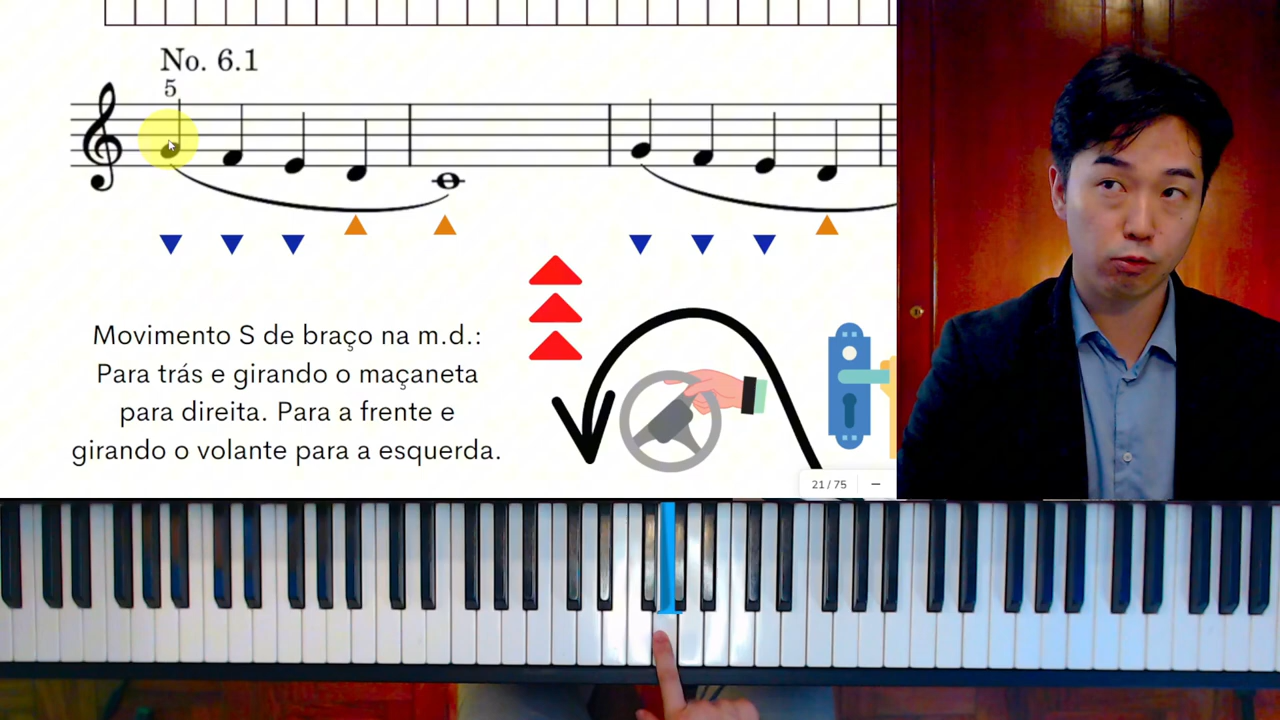 No. 6.1
5
Movimento S de braço na m.d.:
Para trás e girando o maçaneta
para direita. Para a frente e
girando o volante para a esquerda.
21 / 75